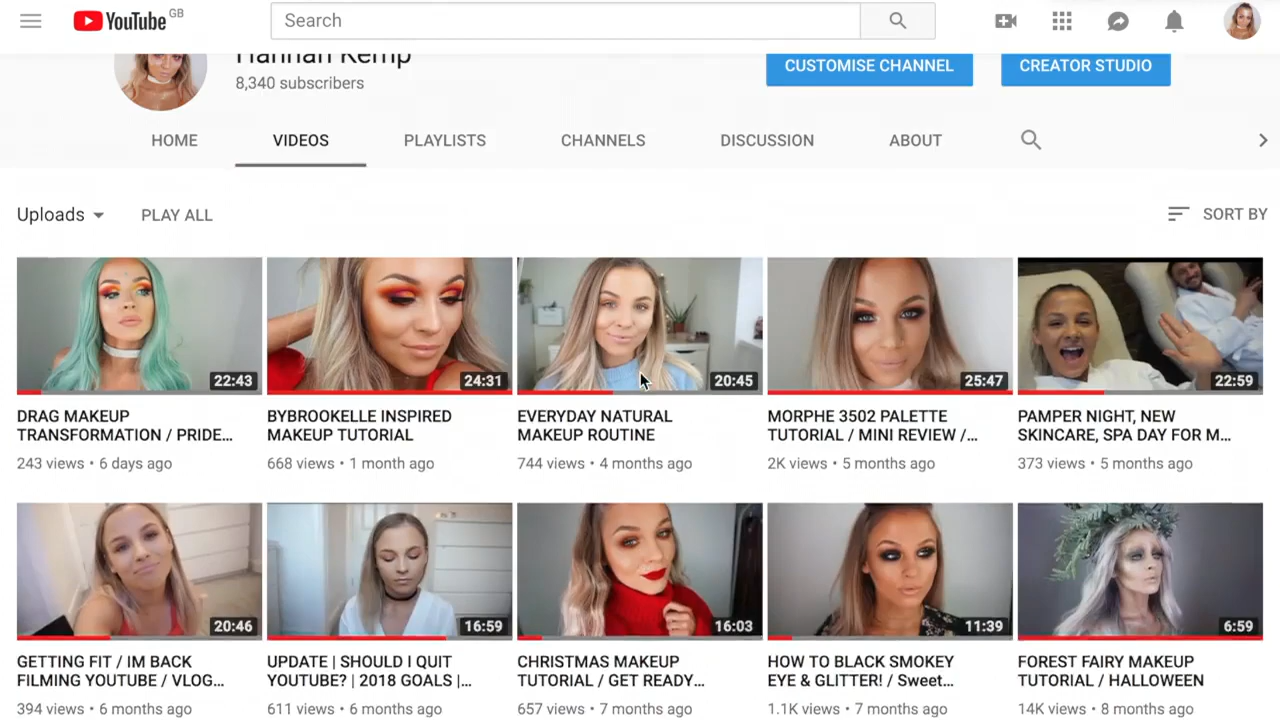 YouTube GB
Search
Hannah Kemp
8,340 subscribers
CUSTOMISE CHANNEL
CREATOR STUDIO
HOME
VIDEOS
PLAYLISTS
CHANNELS
DISCUSSION
ABOUT
Uploads
PLAY ALL
SORT BY
22:43
24:31
20:45
25:47
22:59
DRAG MAKEUP
TRANSFORMATION / PRIDE...
243 views • 6 days ago
BYBROOKELLE INSPIRED
MAKEUP TUTORIAL
668 views • 1 month ago
EVERYDAY NATURAL
MAKEUP ROUTINE
744 views • 4 months ago
MORPHE 3502 PALETTE
TUTORIAL / MINI REVIEW /...
2K views • 5 months ago
PAMPER NIGHT, NEW
SKINCARE, SPA DAY FOR M...
373 views • 5 months ago
20:46
16:59
16:03
11:39
6:59
GETTING FIT / IM BACK
FILMING YOUTUBE / VLOG...
394 views • 6 months ago
UPDATE | SHOULD I QUIT
YOUTUBE? | 2018 GOALS |...
611 views • 6 months ago
CHRISTMAS MAKEUP
TUTORIAL / GET READY...
657 views • 7 months ago
HOW TO BLACK SMOKEY
EYE & GLITTER! / Sweet...
1.1K views • 7 months ago
FOREST FAIRY MAKEUP
TUTORIAL / HALLOWEEN
14K views • 8 months ago